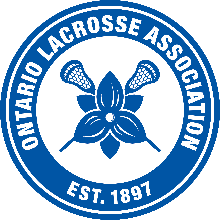 ONTARIO LACROSSE ASSOCIATION
EST. 1897